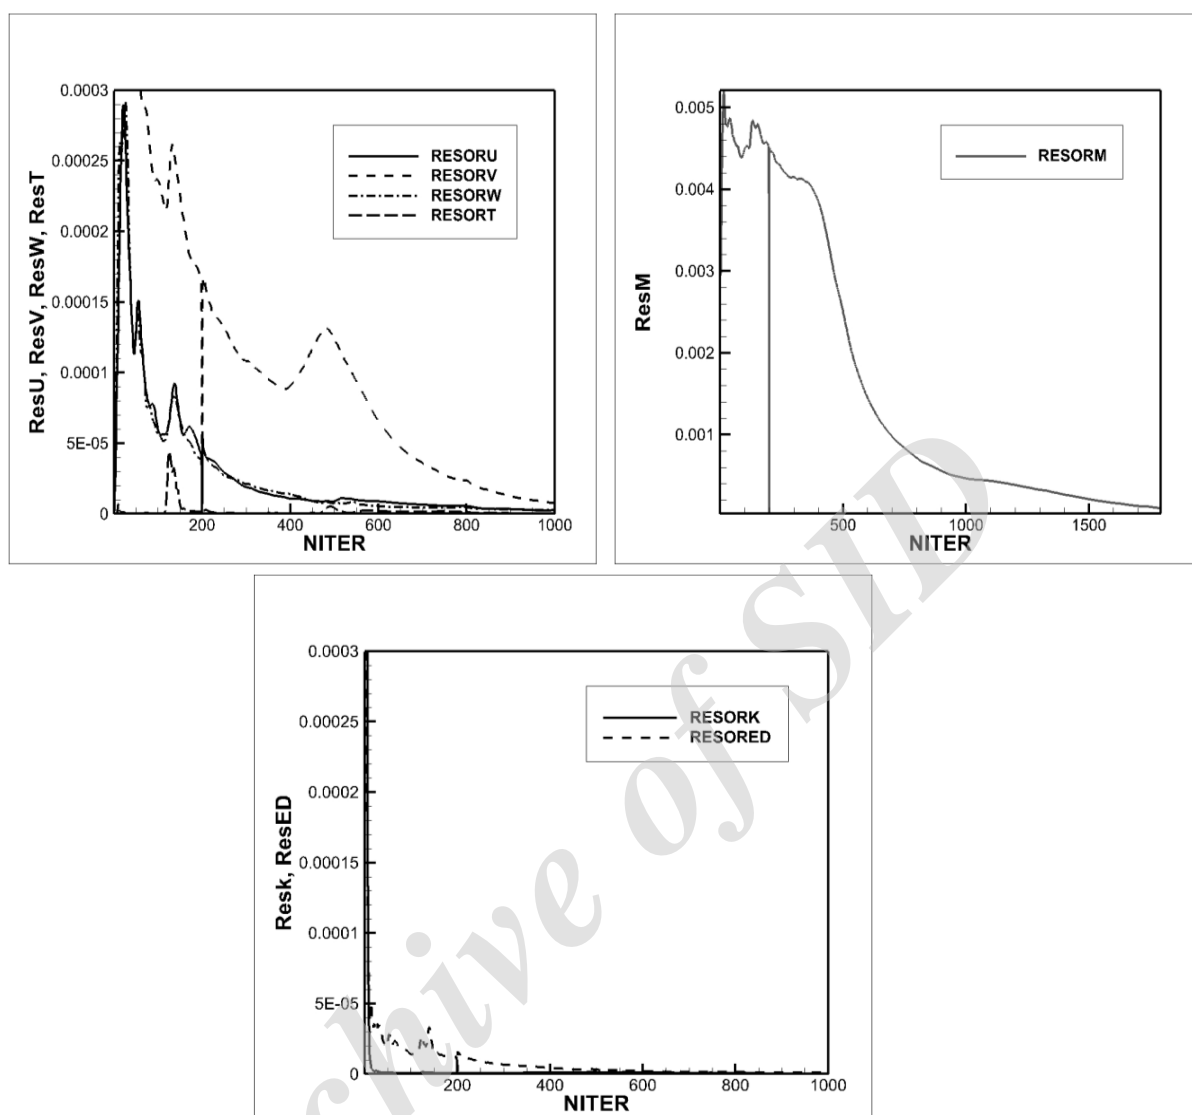 ResU, ResV, ResW, ResT
0.0003
0.00025
0.0002
0.00015
0.0001
5E-05
0
RESORU
RESORV
RESORW
RESORT
200
400
600
800
1000
NITER
ResM
0.005
0.004
0.003
0.002
0.001
RESORM
500
1000
1500
NITER
Resk, ResED
0.0003
0.00025
0.0002
0.00015
0.0001
5E-05
0
RESORK
RESORED
200
400
600
800
1000
NITER
chive of SID